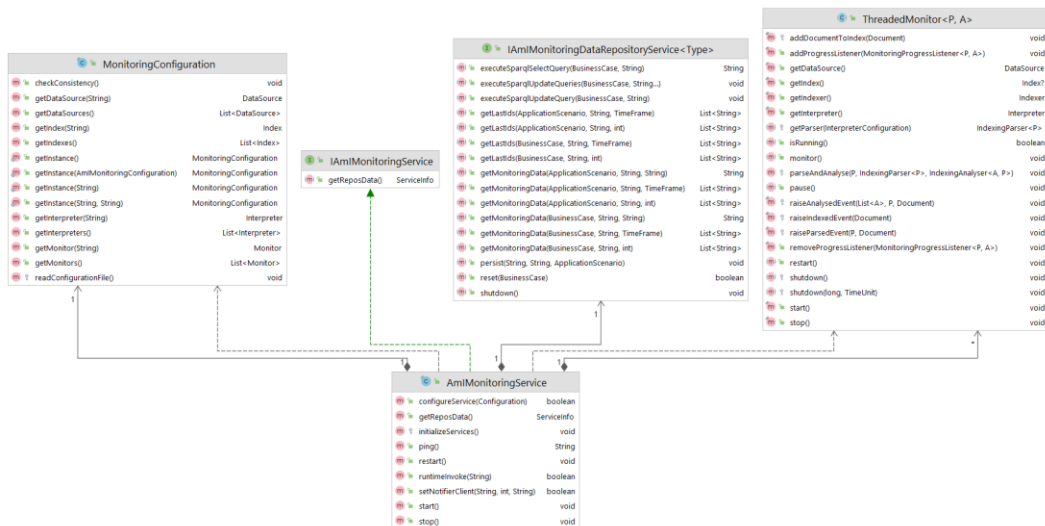 MonitoringConfiguration
checkConsistency() void
getDataSource(String) DataSource
getDataSources() List<DataSource>
getIndex(String) Index
getIndexes() List<Index>
getInstance() MonitoringConfiguration
getInstance(AmIMonitoringConfiguration) MonitoringConfiguration
getInstance(String) MonitoringConfiguration
getInstance(String, String) MonitoringConfiguration
getInterpreter(String) Interpreter
getInterpreters() List<Interpreter>
getMonitor(String) Monitor
getMonitors() List<Monitor>
readConfigurationFile() void
IAmIMonitoringService
getReposData() ServiceInfo
IAmIMonitoringDataRepositoryService<Type>
executeSparqlSelectQuery(BusinessCase, String) String
executeSparqlUpdateQueries(BusinessCase, String...) void
executeSparqlUpdateQuery(BusinessCase, String) void
getLastIds(ApplicationScenario, String, TimeFrame) List<String>
getLastIds(ApplicationScenario, String, int) List<String>
getLastIds(BusinessCase, String, TimeFrame) List<String>
getLastIds(BusinessCase, String, int) List<String>
getMonitoringData(ApplicationScenario, String, String) String
getMonitoringData(ApplicationScenario, String, TimeFrame) List<String>
getMonitoringData(ApplicationScenario, String, int) List<String>
getMonitoringData(BusinessCase, String, String) String
getMonitoringData(BusinessCase, String, TimeFrame) List<String>
getMonitoringData(BusinessCase, String, int) List<String>
persist(String, String, ApplicationScenario) void
reset(BusinessCase) boolean
shutdown() void
ThreadedMonitor<P, A>
addDocumentToIndex(Document) void
addProgressListener(MonitoringProgressListener<P, A>) void
getDataSource() DataSource
getIndex() Index?
getIndexer() Indexer
getInterpreter() Interpreter
getParser(InterpreterConfiguration) IndexingParser<P>
isRunning() boolean
monitor() void
parseAndAnalyse(P, IndexingParser<P>, IndexingAnalyser<A, P>) void
pause() void
raiseAnalysedEvent(List<A>, P, Document) void
raiseIndexedEvent(Document) void
raiseParsedEvent(P, Document) void
removeProgressListener(MonitoringProgressListener<P, A>) void
restart() void
shutdown() void
shutdown(long, TimeUnit) void
start() void
stop() void
1
1
*
1
1
1
AmIMonitoringService
configureService(Configuration) boolean
getReposData() ServiceInfo
initializeServices() void
ping() String
restart() void
runtimeInvoke(String) boolean
setNotifierClient(String, int, String) boolean
start() void
stop() void